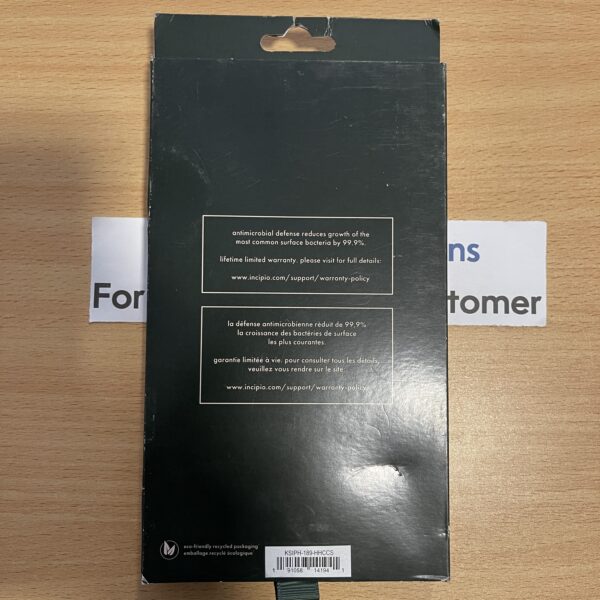 antimicrobial defense reduces growth of the
most common surface bacteria by 99.9%.
lifetime limited warranty. please visit for full details:
www.incipio.com/support/warranty-policy
ns
For
tomer
la défense antimicrobienne réduit de 99,9%
la croissance des bactéries de surface
les plus courantes.
garantie limitée à vie. pour consulter tous les détails,
veuillez vous rendre sur le site.
www.incipio.com/support/warranty-policy
eco-friendly recycled packaging
emballage recyclé écologique
KSIPH-189-HHCCS
1 91058 14194 1